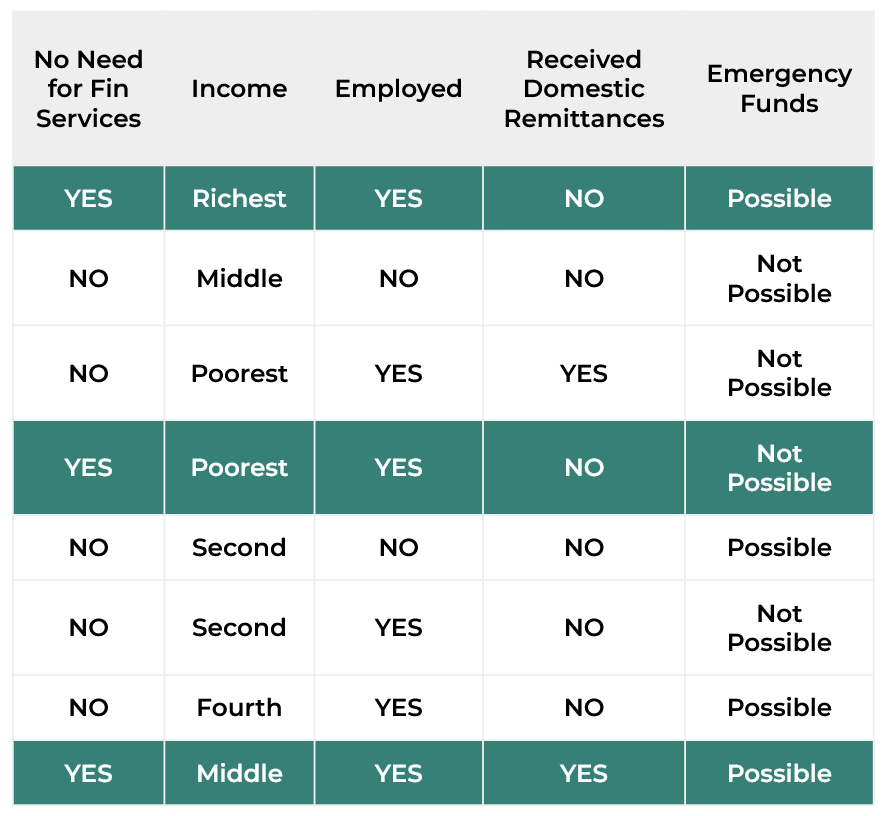 No Need for Fin Services | Income | Employed | Received Domestic Remittances | Emergency Funds
YES | Richest | YES | NO | Possible
NO | Middle | NO | NO | Not Possible
NO | Poorest | YES | YES | Not Possible
YES | Poorest | YES | NO | Not Possible
NO | Second | NO | NO | Possible
NO | Second | YES | NO | Not Possible
NO | Fourth | YES | NO | Possible
YES | Middle | YES | YES | Possible